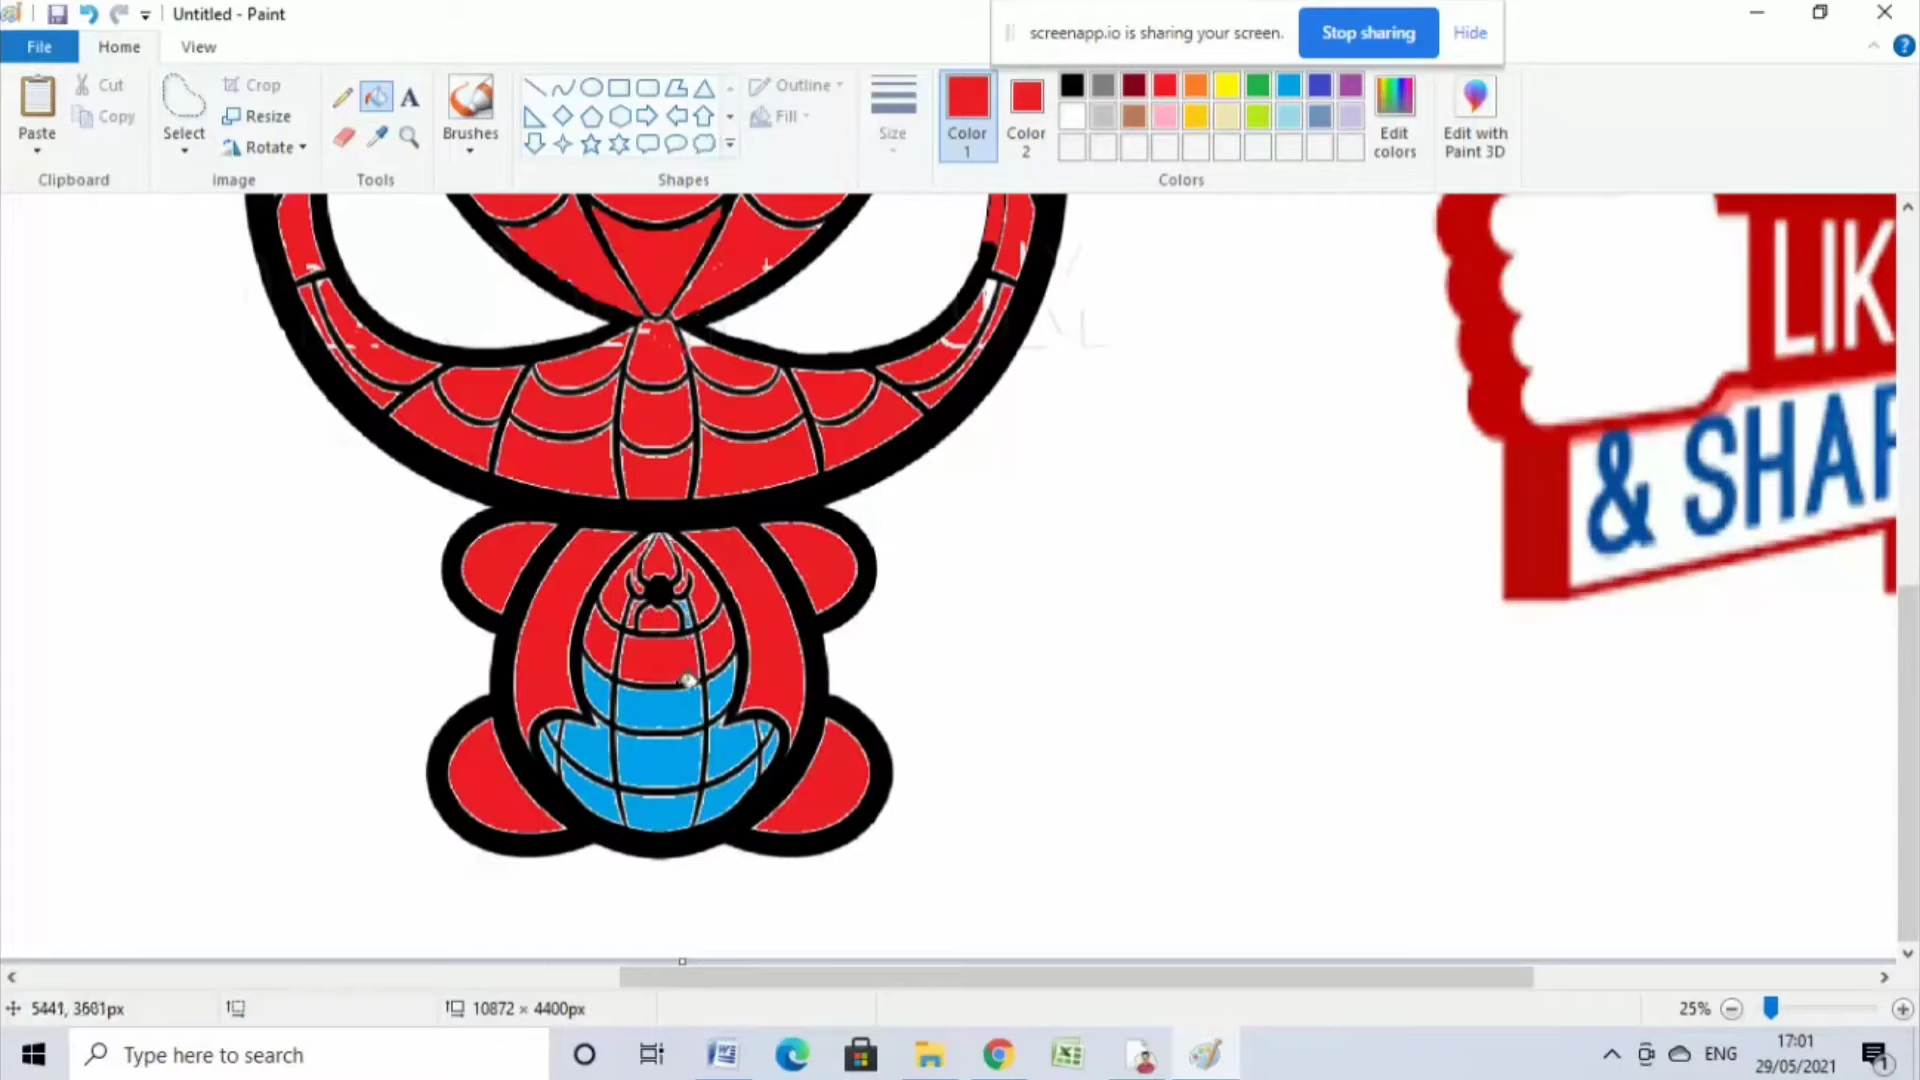 Untitled - Paint
screenapp.io is sharing your screen.
Stop sharing
Hide
File
Home
View
Paste
Cut
Copy
Clipboard
Select
Crop
Resize
Rotate
Image
A
Tools
Brushes
Shapes
Outline
Fill
Size
Color
1
Color
2
Edit
colors
Edit with
Paint 3D
Colors
LIK
& SHAR
5441, 3601px
10872 × 4400px
25%
Type here to search
ENG
17:01
29/05/2021
1